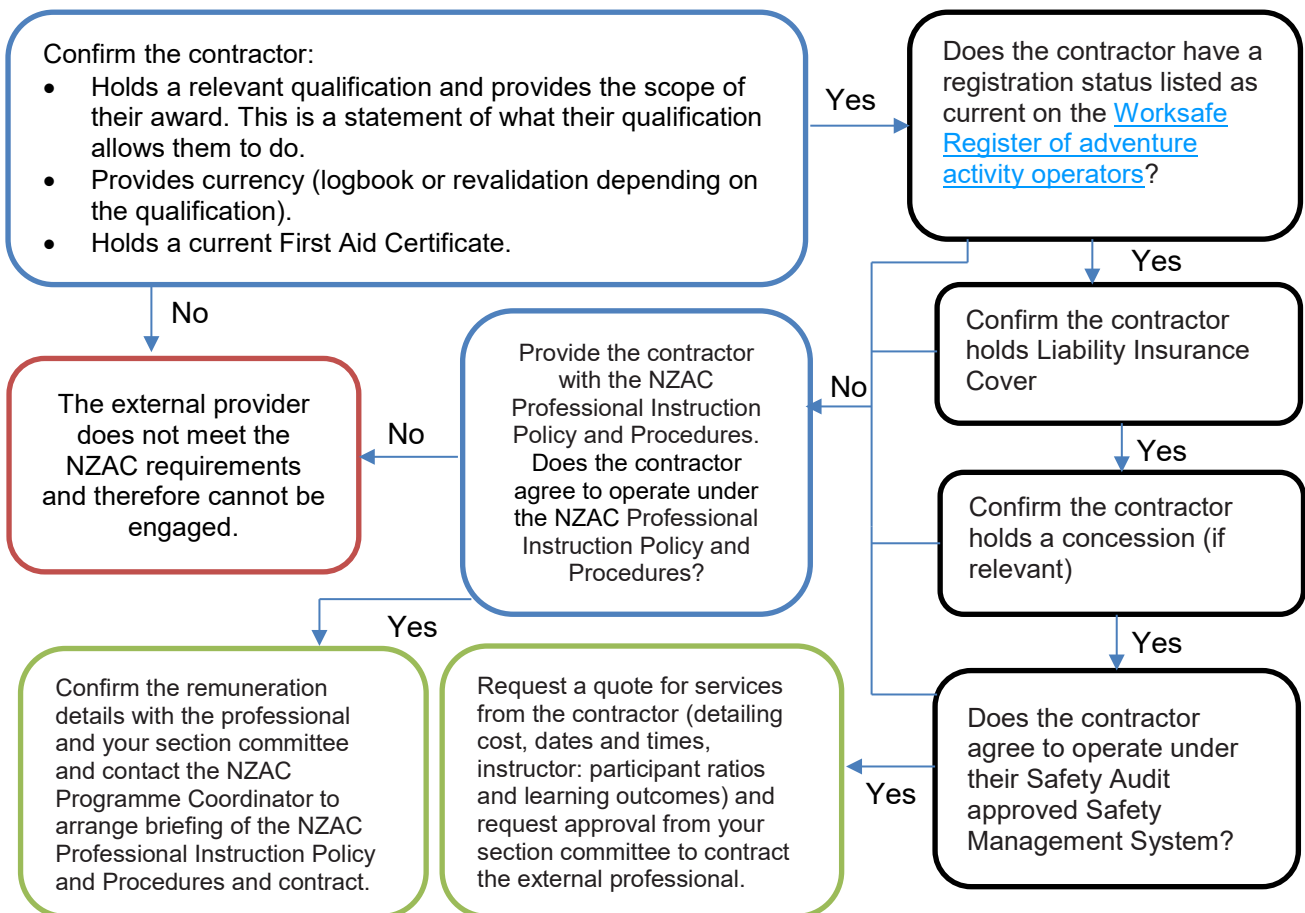 Confirm the contractor:
• Holds a relevant qualification and provides the scope of
their award. This is a statement of what their qualification
allows them to do.
• Provides currency (logbook or revalidation depending on
the qualification).
• Holds a current First Aid Certificate.
Yes
Does the contractor have a
registration status listed as
current on the Worksafe
Register of adventure
activity operators?
No
Yes
Confirm the contractor
holds Liability Insurance
Cover
Yes
Confirm the contractor
holds a concession (if
relevant)
Yes
Does the contractor
agree to operate under
their Safety Audit
approved Safety
Management System?
No
Provide the contractor
with the NZAC
Professional Instruction
Policy and Procedures.
Does the contractor
agree to operate under
the NZAC Professional
Instruction Policy and
Procedures?
No
The external provider
does not meet the
NZAC requirements
and therefore cannot be
engaged.
Yes
Confirm the remuneration
details with the professional
and your section committee
and contact the NZAC
Programme Coordinator to
arrange briefing of the NZAC
Professional Instruction Policy
and Procedures and contract.
Yes
Request a quote for services
from the contractor (detailing
cost, dates and times,
instructor: participant ratios
and learning outcomes) and
request approval from your
section committee to contract
the external professional.